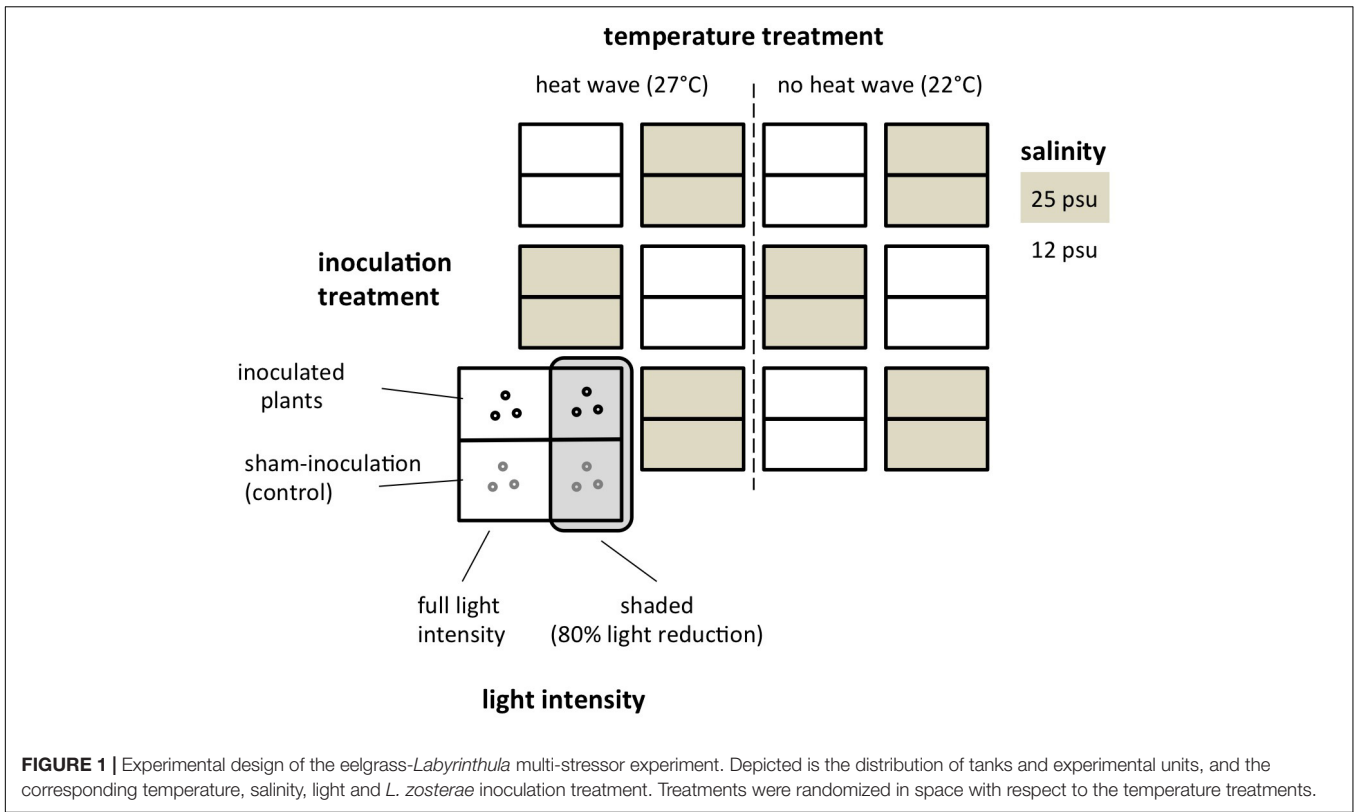 temperature treatment
heat wave (27°C)
no heat wave (22°C)
salinity
25 psu
12 psu
inoculation
treatment
inoculated
plants
sham-inoculation
(control)
full light
intensity
shaded
(80% light reduction)
light intensity
FIGURE 1 | Experimental design of the eelgrass-Labyrinthula multi-stressor experiment. Depicted is the distribution of tanks and experimental units, and the
corresponding temperature, salinity, light and L. zosterae inoculation treatment. Treatments were randomized in space with respect to the temperature treatments.